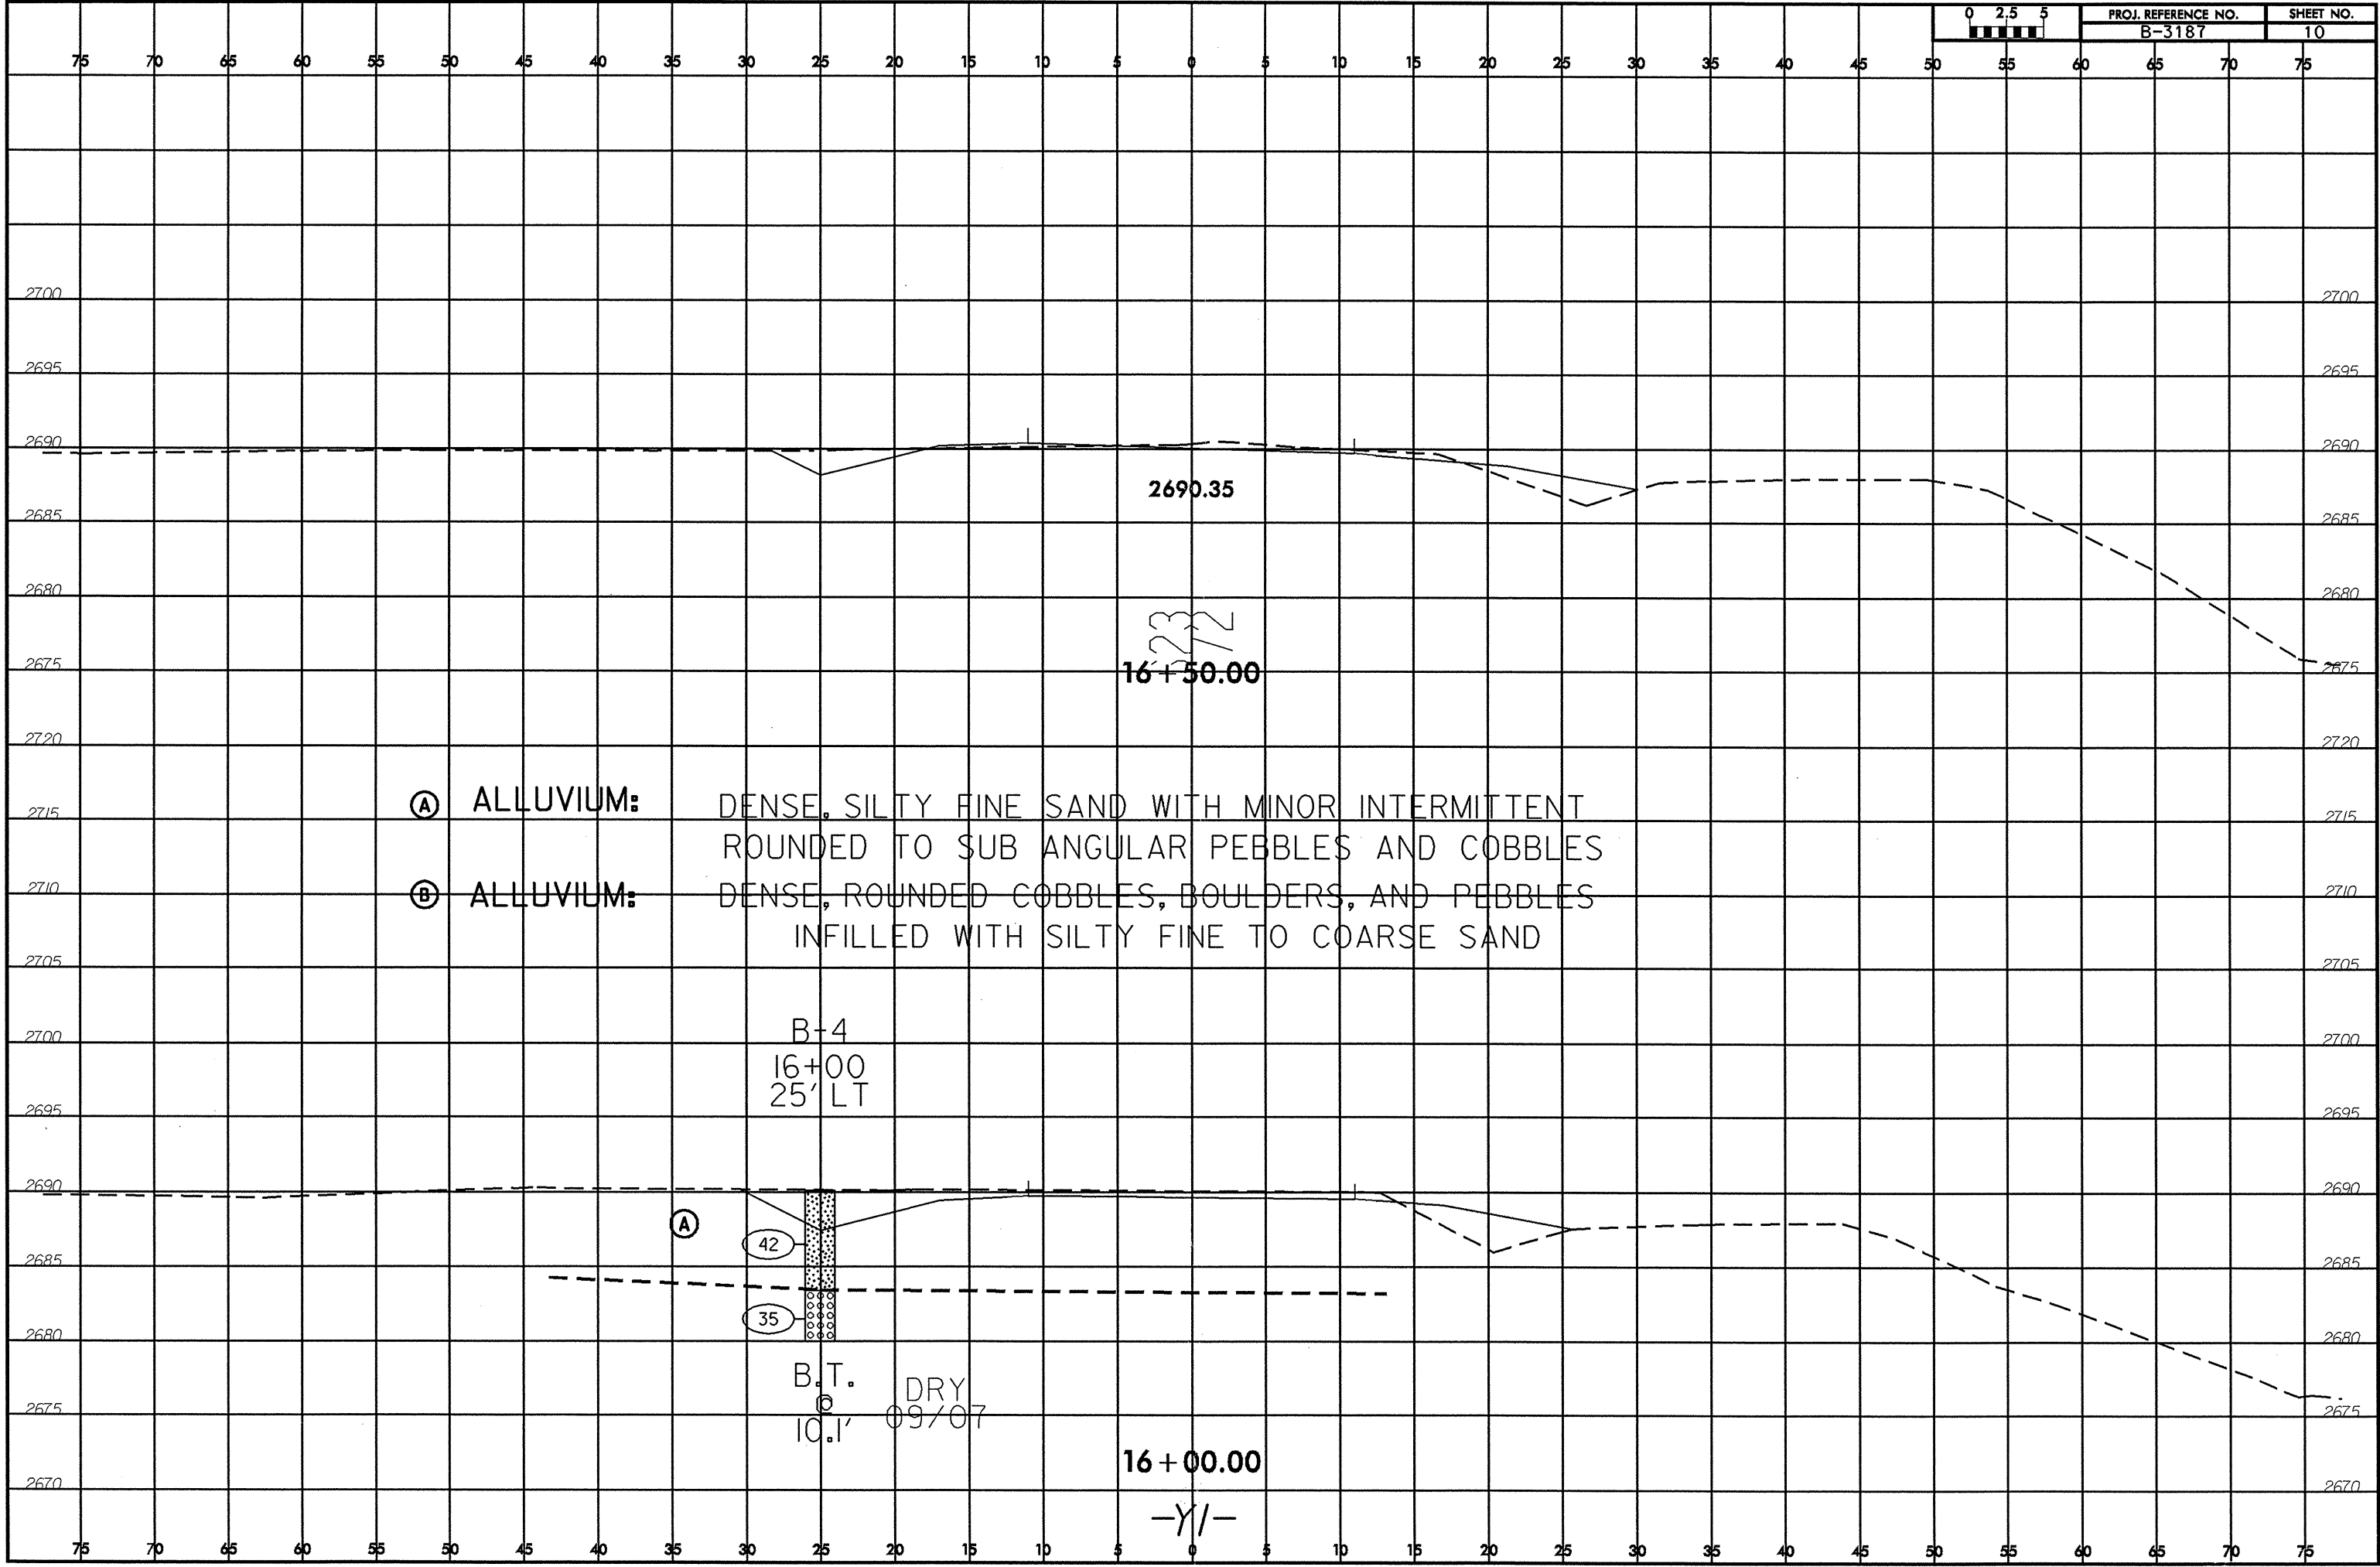 0 2.5 5
PROJ. REFERENCE NO. SHEET NO.
B-3187 10
75 70 65 60 55 50 45 40 35 30 25 20 15 10 5 0 5 10 15 20 25 30 35 40 45 50 55 60 65 70 75
2700 2700
2695 2695
2690 2690
2690.35
2685 2685
2680 2680
523
72
2675 2675
16+50.00
2720 2720
A ALLUVIUM: DENSE, SILTY FINE SAND WITH MINOR INTERMITTENT
2715 2715
ROUNDED TO SUB ANGULAR PEBBLES AND COBBLES
2710 2710
B ALLUVIUM: DENSE, ROUNDED COBBLES, BOULDERS, AND PEBBLES
INFILLED WITH SILTY FINE TO COARSE SAND
2705 2705
B-4
2700 2700
16+00
25' LT
2695 2695
2690 2690
A
42
2685 2685
35
2680 2680
B.T. DRY
@ 09/07
2675 2675
10.1'
16+00.00
2670 2670
-Y1-
75 70 65 60 55 50 45 40 35 30 25 20 15 10 5 0 5 10 15 20 25 30 35 40 45 50 55 60 65 70 75